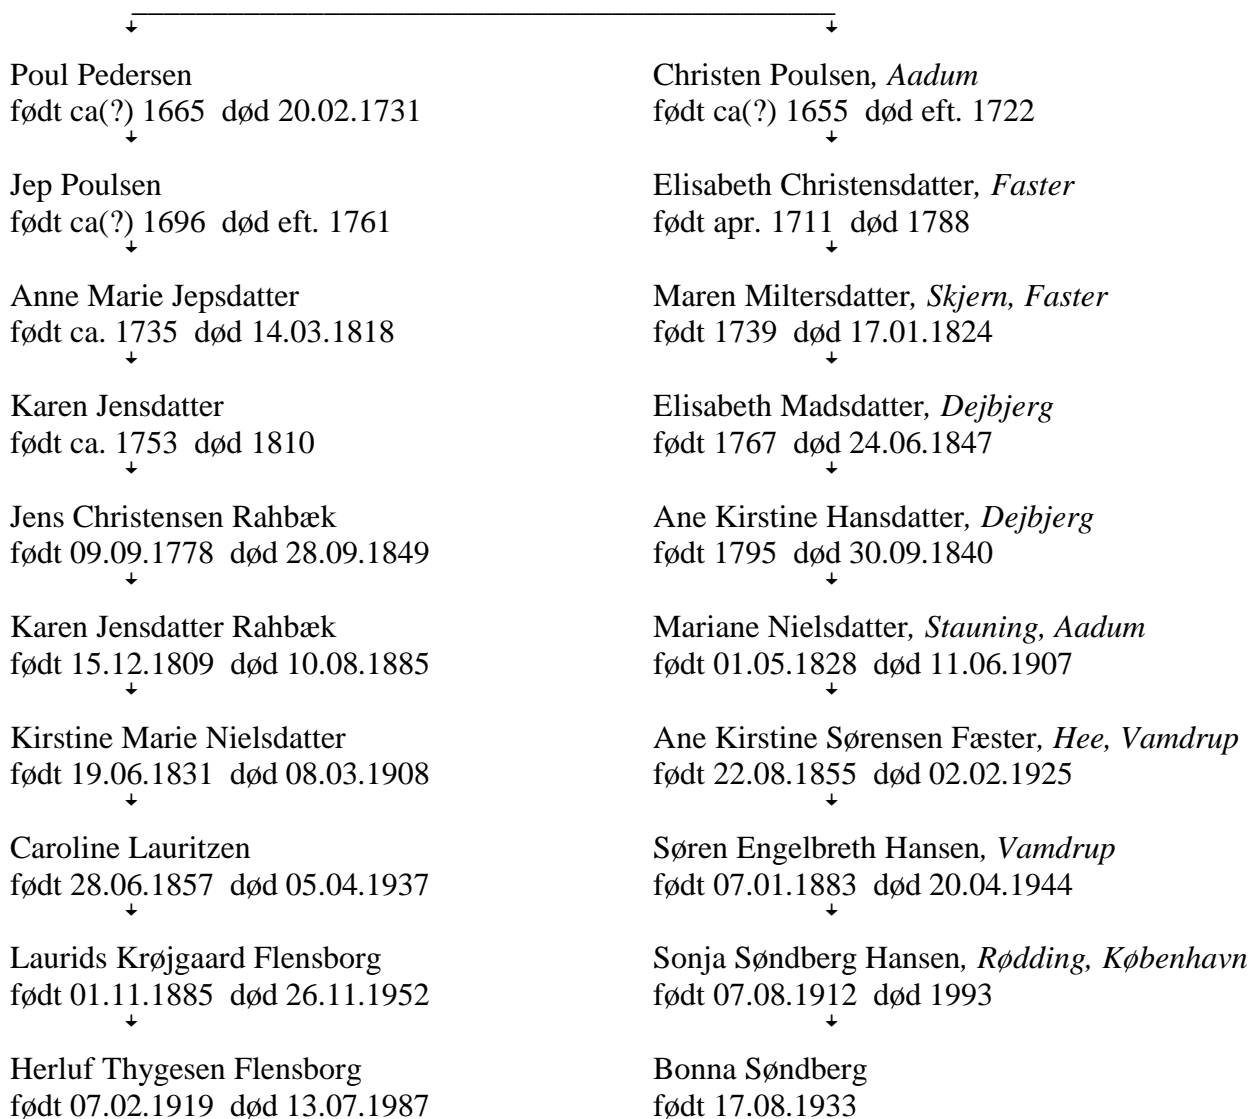 Poul Pedersen
født ca(?) 1665 død 20.02.1731
Jep Poulsen
født ca(?) 1696 død eft. 1761
Anne Marie Jepsdatter
født ca. 1735 død 14.03.1818
Karen Jensdatter
født ca. 1753 død 1810
Jens Christensen Rahbæk
født 09.09.1778 død 28.09.1849
Karen Jensdatter Rahbæk
født 15.12.1809 død 10.08.1885
Kirstine Marie Nielsdatter
født 19.06.1831 død 08.03.1908
Caroline Lauritzen
født 28.06.1857 død 05.04.1937
Laurids Krøjgaard Flensborg
født 01.11.1885 død 26.11.1952
Herluf Thygesen Flensborg
født 07.02.1919 død 13.07.1987
Christen Poulsen, Aadum
født ca(?) 1655 død eft. 1722
Elisabeth Christensdatter, Faster
født apr. 1711 død 1788
Maren Miltersdatter, Skjern, Faster
født 1739 død 17.01.1824
Elisabeth Madsdatter, Dejbjerg
født 1767 død 24.06.1847
Ane Kirstine Hansdatter, Dejbjerg
født 1795 død 30.09.1840
Mariane Nielsdatter, Stauning, Aadum
født 01.05.1828 død 11.06.1907
Ane Kirstine Sørensen Fæster, Hee, Vamdrup
født 22.08.1855 død 02.02.1925
Søren Engelbreth Hansen, Vamdrup
født 07.01.1883 død 20.04.1944
Sonja Søndberg Hansen, Rødding, København
født 07.08.1912 død 1993
Bonna Søndberg
født 17.08.1933